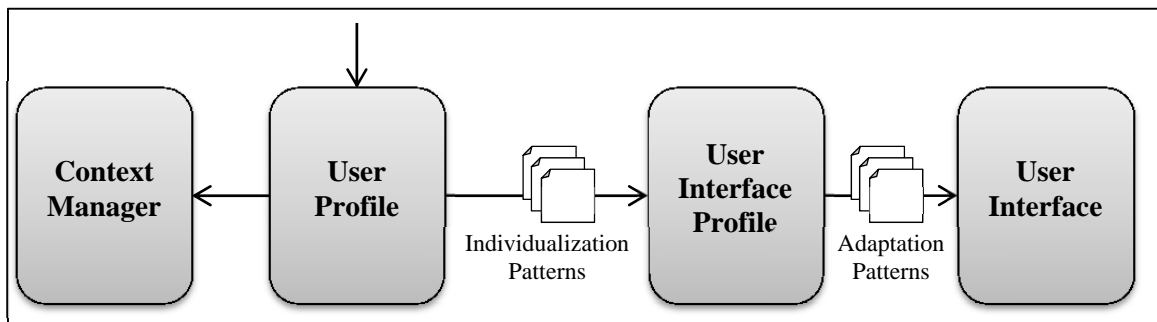 Context
Manager
User
Profile
Individualization
Patterns
User
Interface
Profile
Adaptation
Patterns
User
Interface